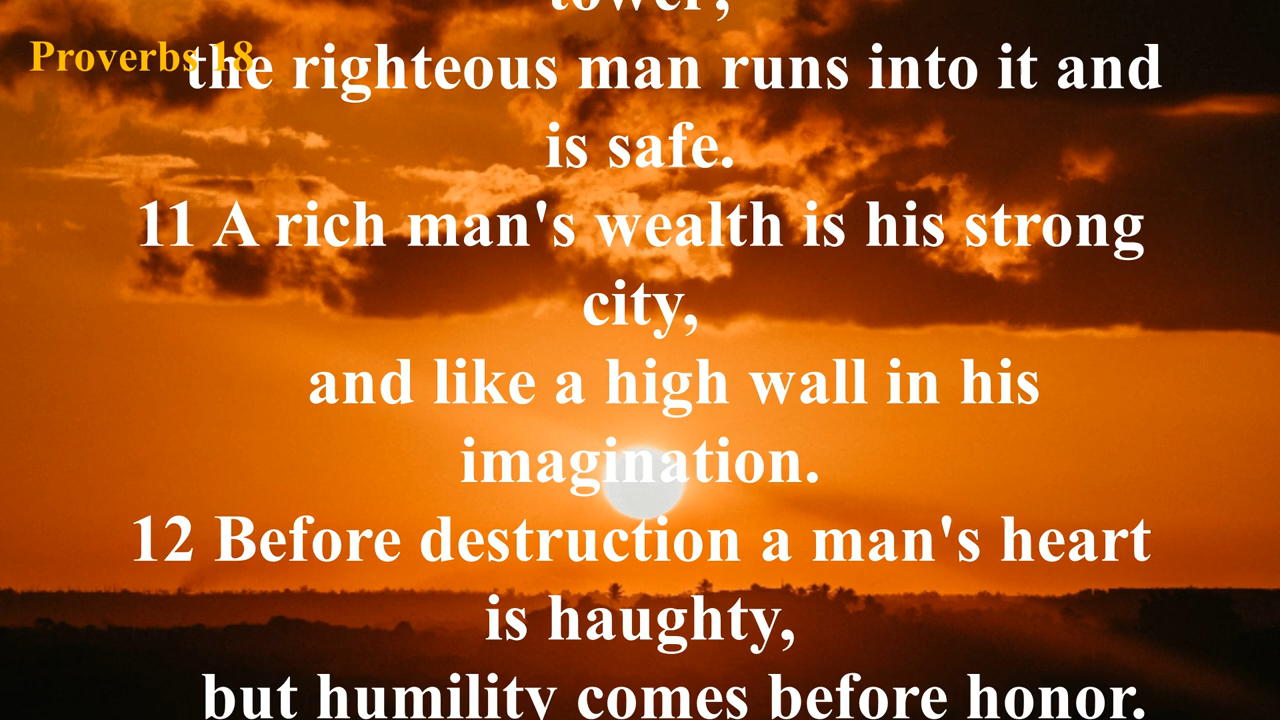 tower,
Proverbs 18
the righteous man runs into it and
is safe.
11 A rich man's wealth is his strong
city,
and like a high wall in his
imagination.
12 Before destruction a man's heart
is haughty,
but humility comes before honor.